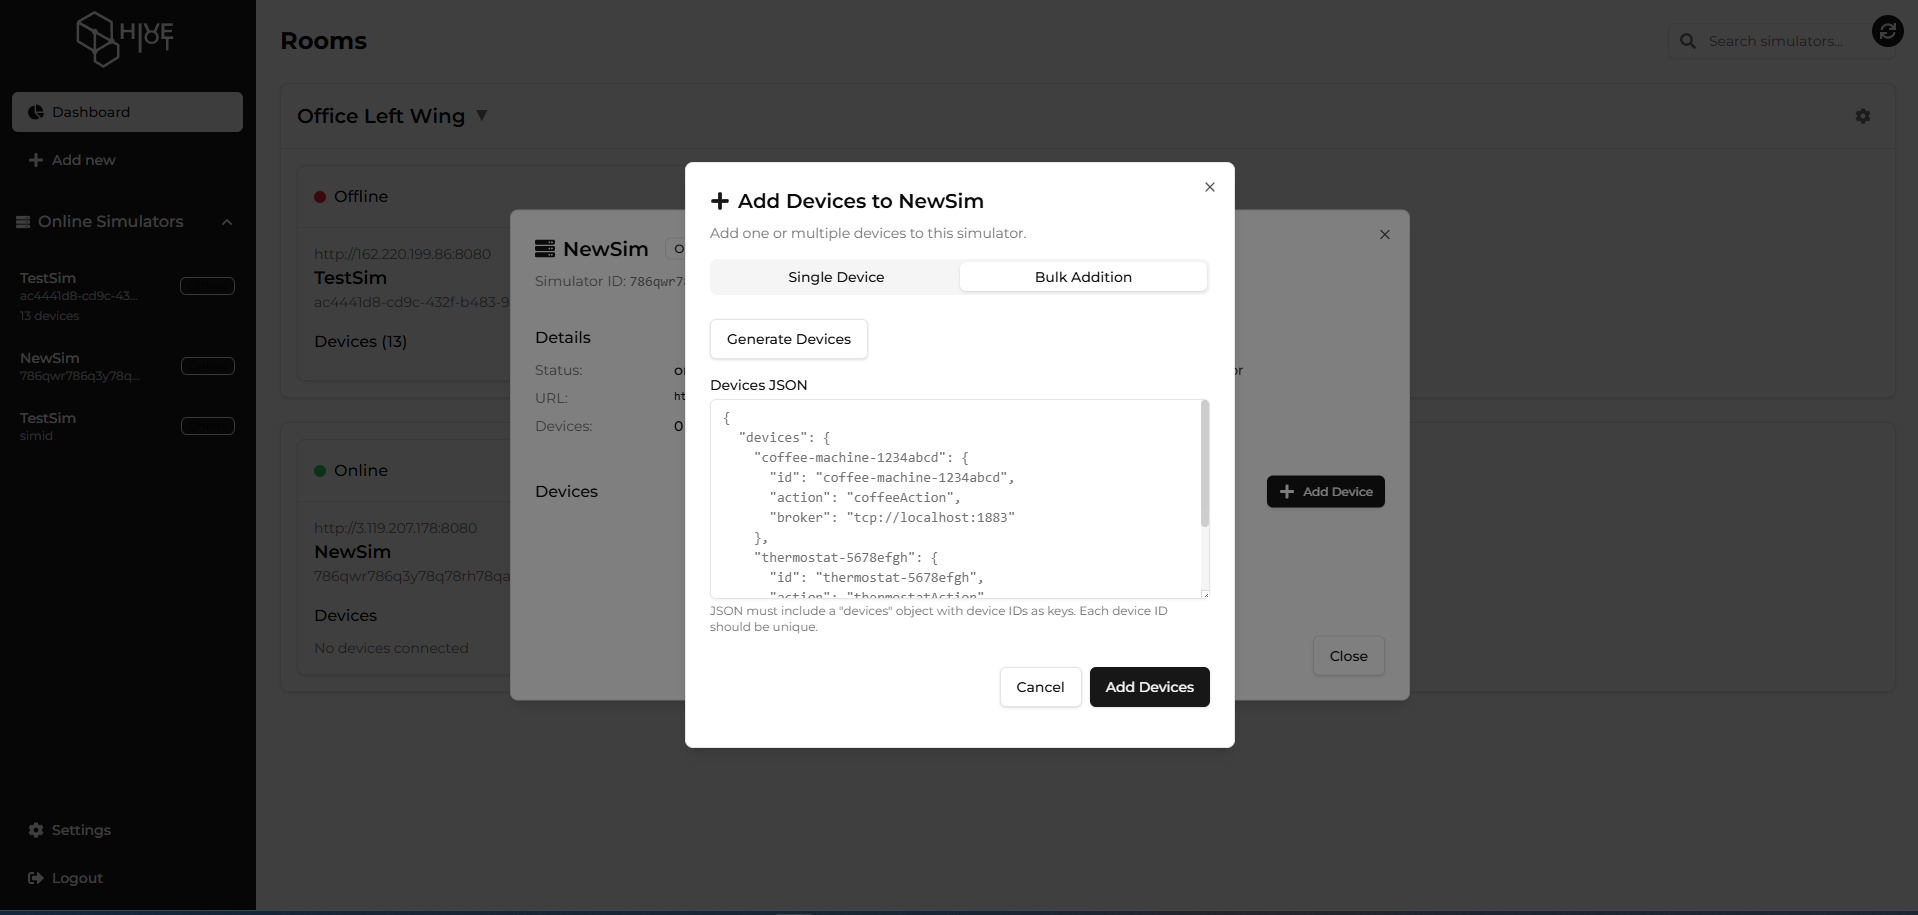 HIVE
IOT
Dashboard
Add new
Online Simulators
TestSim
ac4441d8-cd9c-43...
13 devices
NewSim
786qwr786q3y78q...
TestSim
simid
Settings
Logout
Rooms
Search simulators...
Office Left Wing ▼
Offline
http://162.220.199.86:8080
TestSim
ac4441d8-cd9c-432f-b483-9
Devices (13)
Online
http://3.119.207.178:8080
NewSim
786qwr786q3y78q78rh78qa
Devices
No devices connected
NewSim
Simulator ID: 786qwr7
Details
Status:
URL:
Devices: 0
Devices
Add Device
Close
Add Devices to NewSim
Add one or multiple devices to this simulator.
Single Device
Bulk Addition
Generate Devices
Devices JSON
{
"devices": {
"coffee-machine-1234abcd": {
"id": "coffee-machine-1234abcd",
"action": "coffeeAction",
"broker": "tcp://localhost:1883"
},
"thermostat-5678efgh": {
"id": "thermostat-5678efgh",
"action": "thermostatAction"
JSON must include a "devices" object with device IDs as keys. Each device ID
should be unique.
Cancel
Add Devices